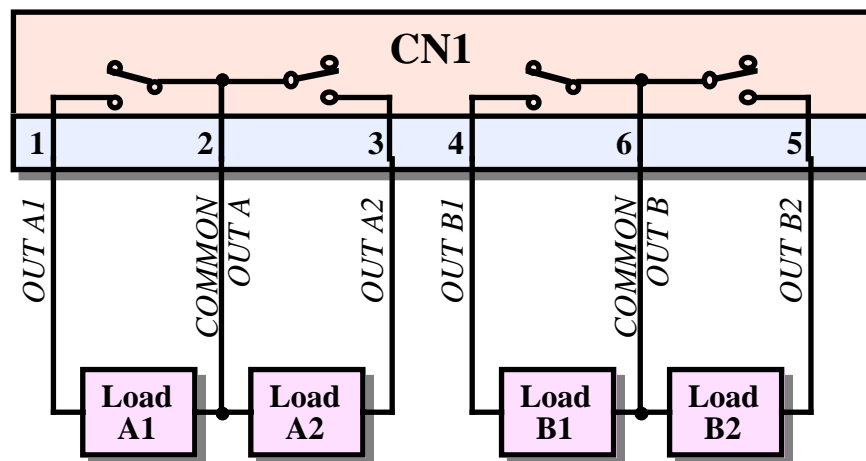 CN1
1 2 3 4 6 5
OUT A1
COMMON
OUT A
OUT A2
OUT B1
COMMON
OUT B
OUT B2
Load
A1
Load
A2
Load
B1
Load
B2